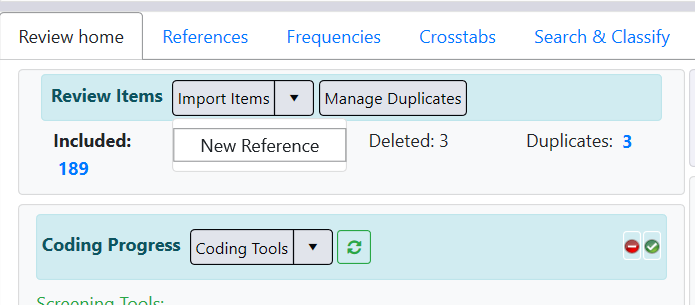 Review home References Frequencies Crosstabs Search & Classify
Review Items Import Items Manage Duplicates
Included: Deleted: 3 Duplicates: 3
189
New Reference
Coding Progress Coding Tools
Screening Tools: